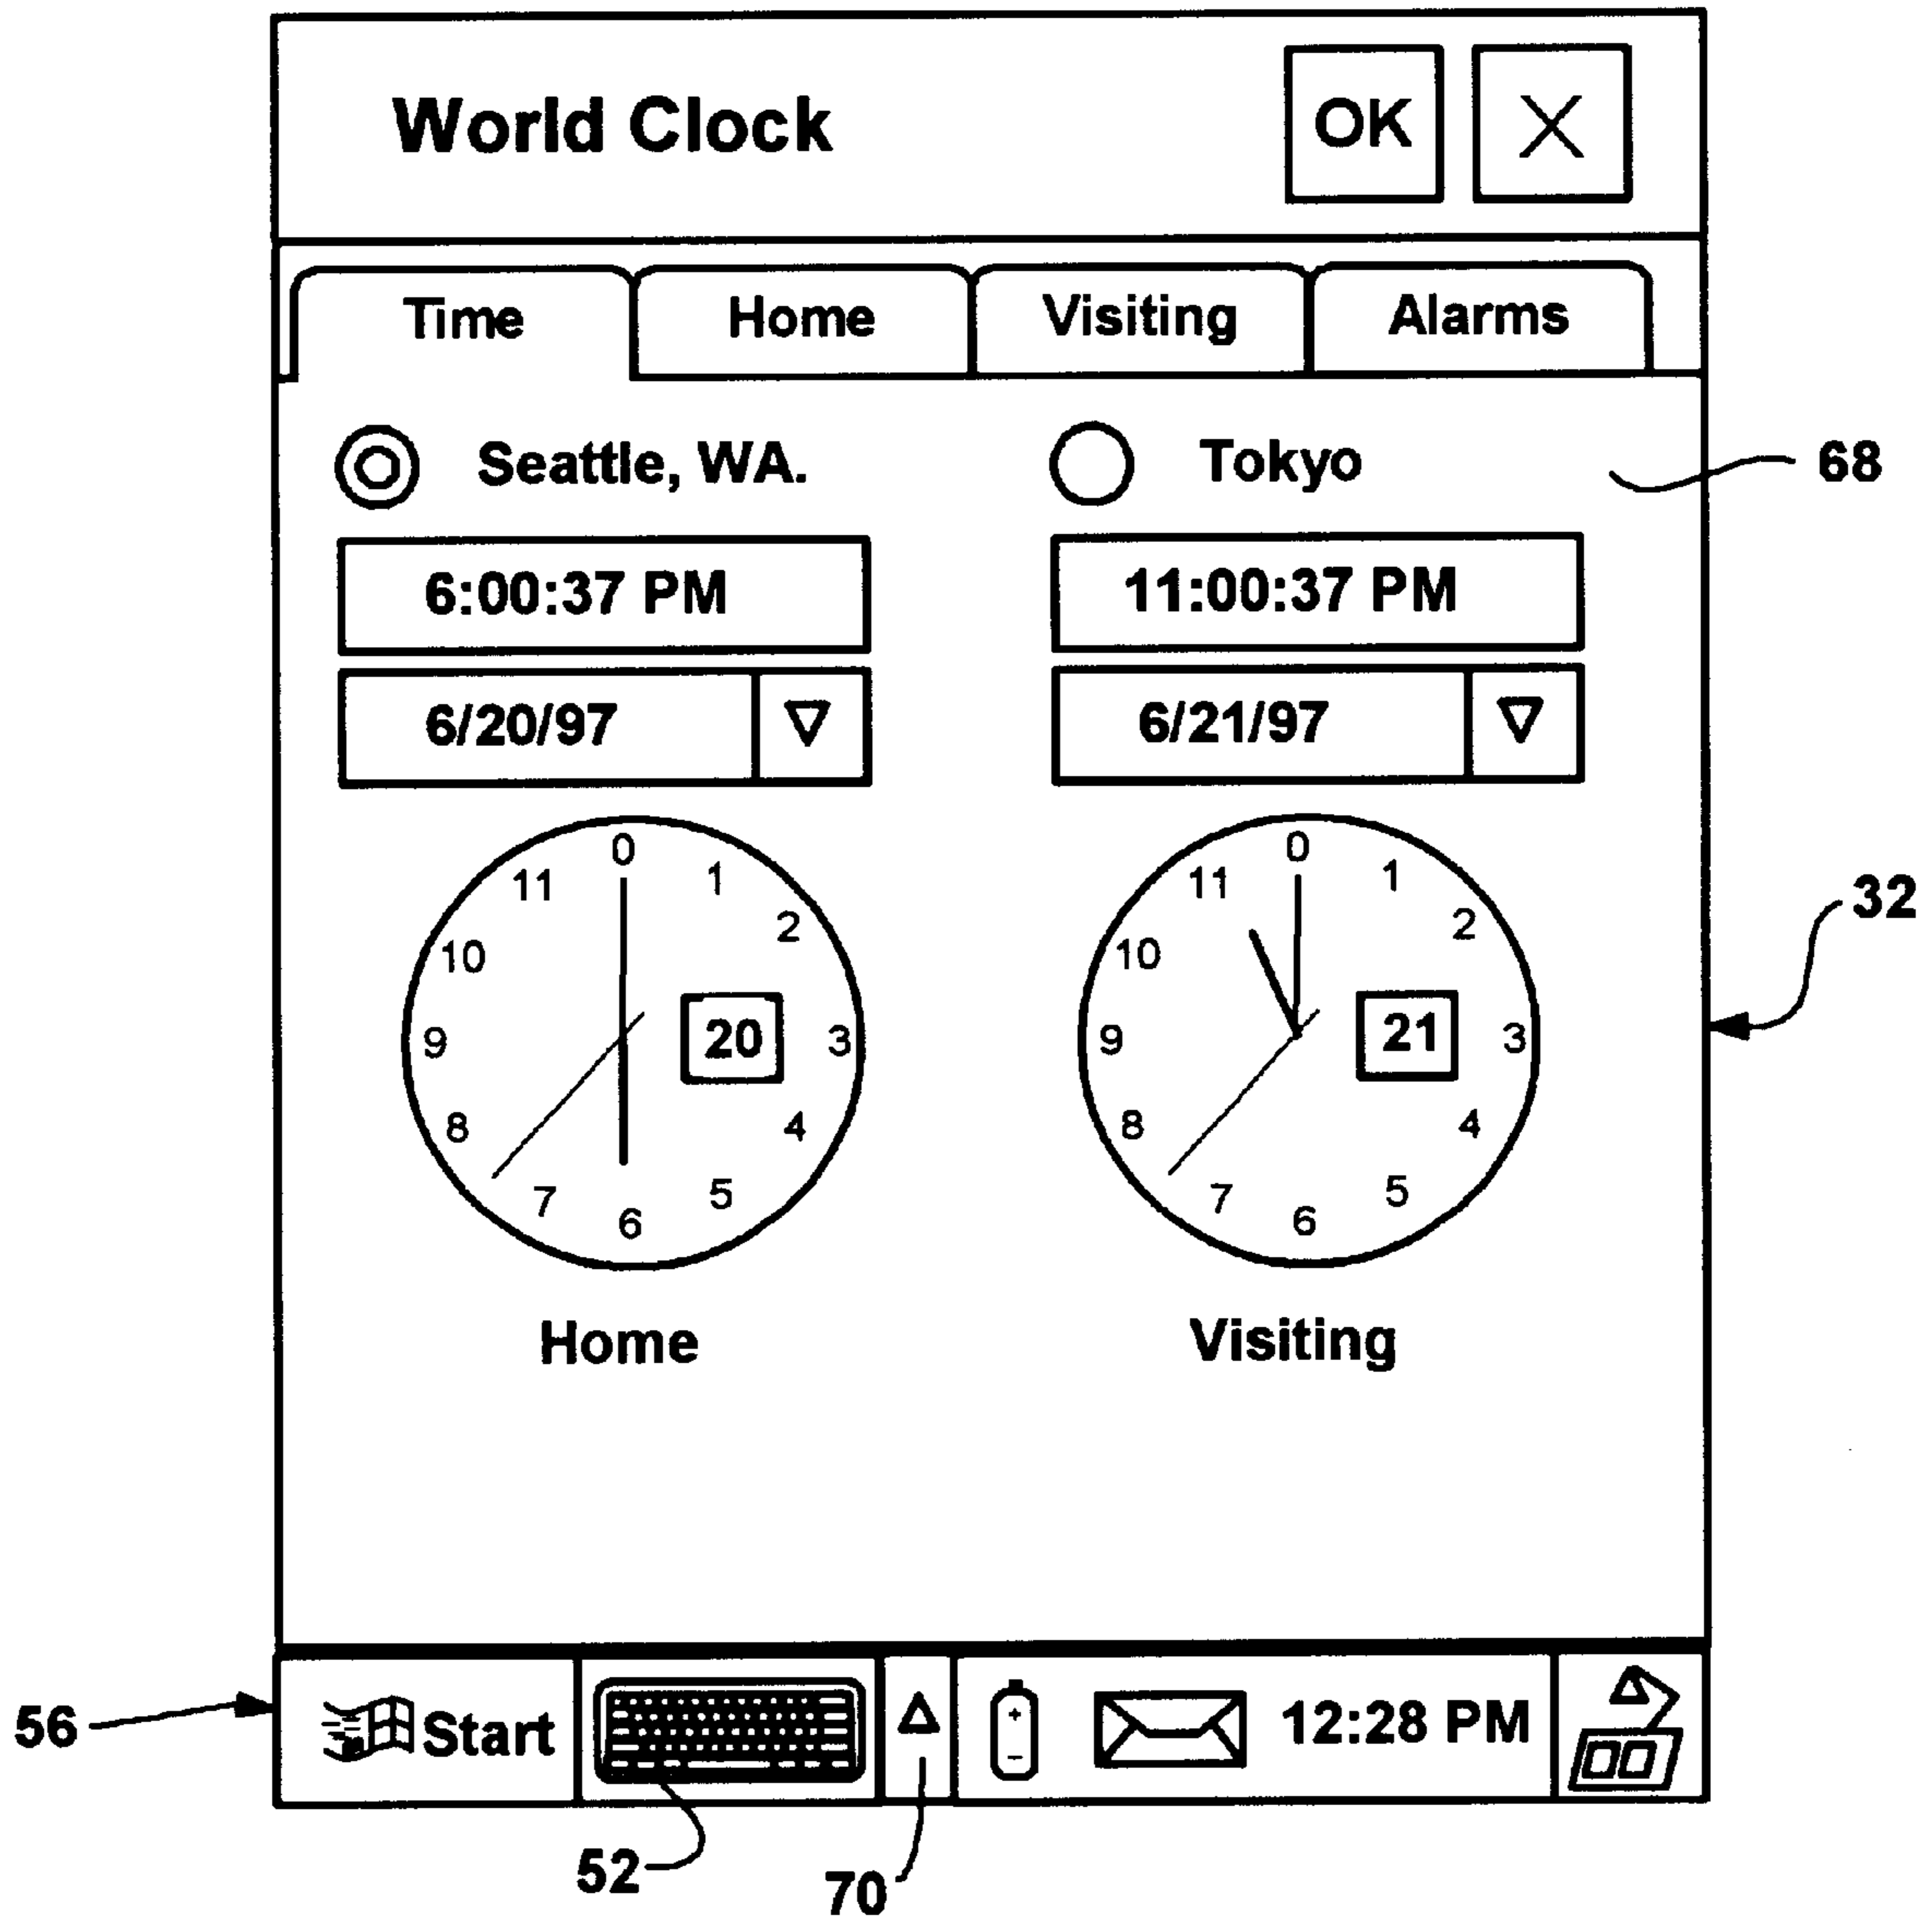 World Clock OK X
Time Home Visiting Alarms
Seattle, WA. Tokyo 68
6:00:37 PM 11:00:37 PM
6/20/97 6/21/97
0 1 2 3 4 5 6 7 8 9 10 11
20
0 1 2 3 4 5 6 7 8 9 10 11
21
32
Home Visiting
56 Start + - 12:28 PM
52 70